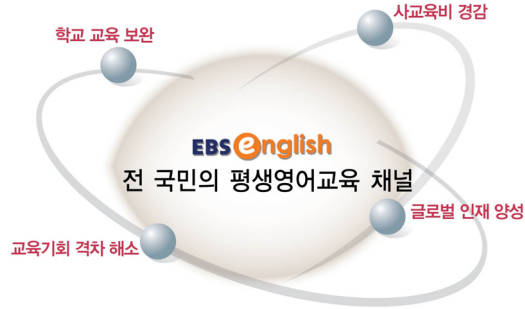 사교육비 경감
학교 교육 보완
EBS english
전 국민의 평생영어교육 채널
글로벌 인재 양성
교육기회 격차 해소